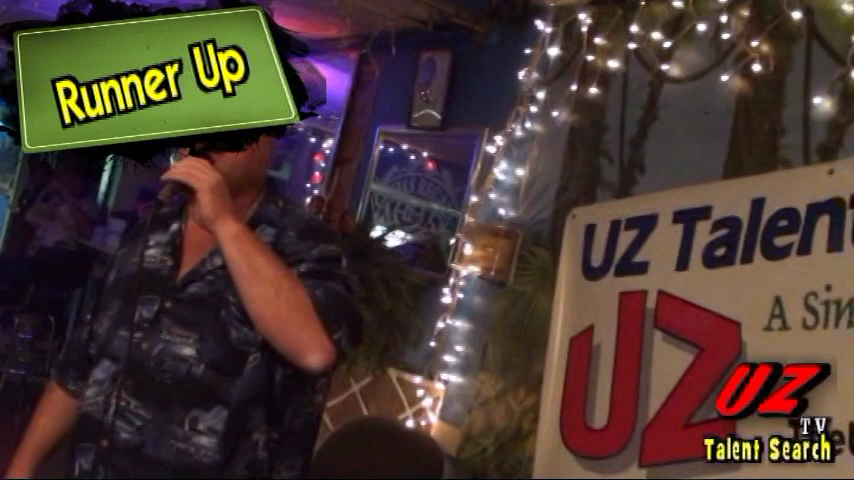 Runner Up
UZ Talent
UZ
A Sin
UZ
TV
Talent Search